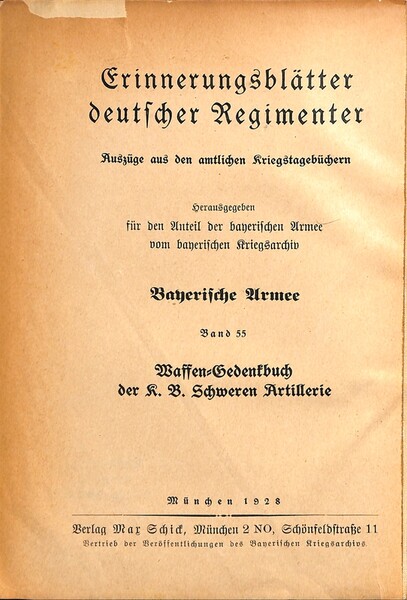 Erinnerungsblätter
deutscher Regimenter
Auszüge aus den amtlichen Kriegstagebüchern
Herausgegeben
für den Anteil der bayerischen Armee
vom bayerischen Kriegsarchiv
Bayerische Armee
Band 55
Waffen-Gedenkbuch
der K. B. Schweren Artillerie
München 1928
Verlag Max Schick, München 2 NO, Schönfeldstraße 11
Vertrieb der Veröffentlichungen des Bayerischen Kriegsarchivs